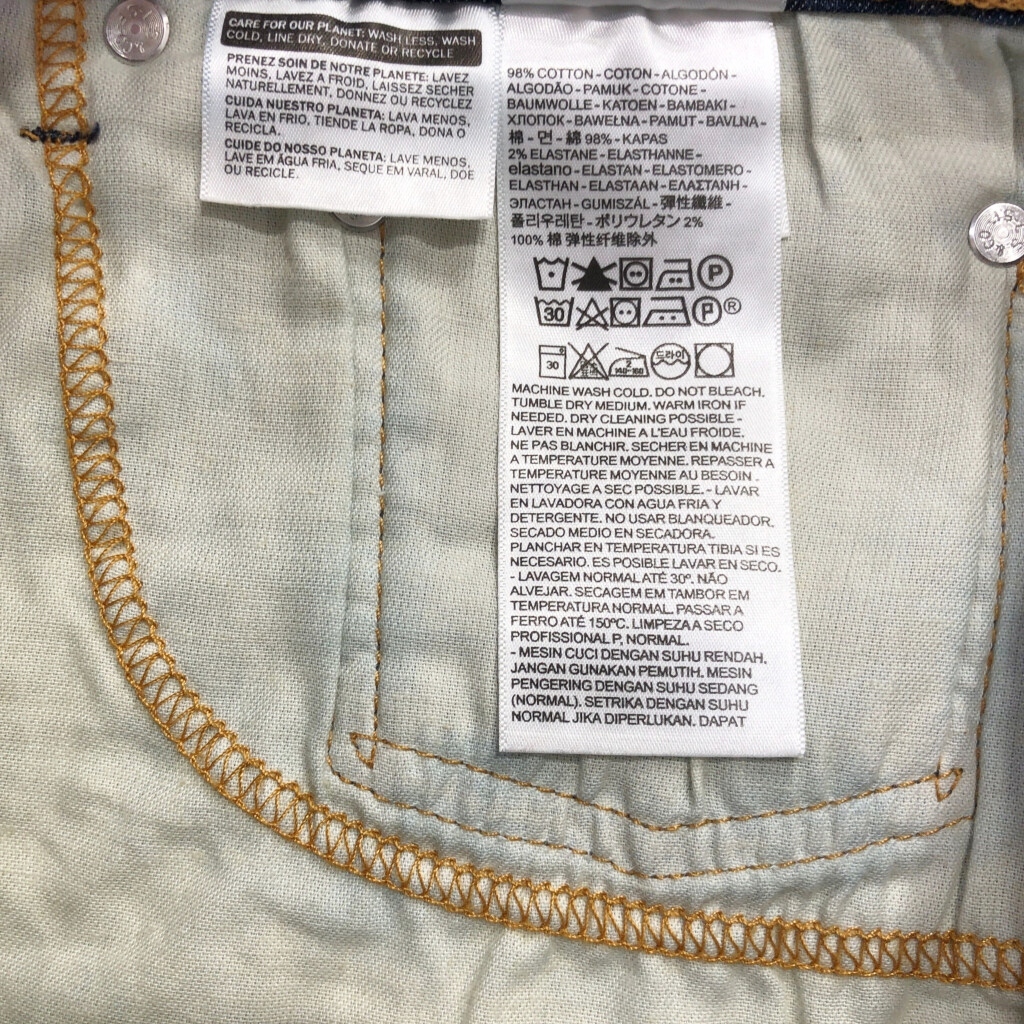 CARE FOR OUR PLANET: WASH LESS, WASH
COLD, LINE DRY, DONATE OR RECYCLE
PRENEZ SOIN DE NOTRE PLANETE: LAVEZ
MOINS, LAVEZ A FROID, LAISSEZ SECHER
NATURELLEMENT, DONNEZ OU RECYCLEZ
CUIDA NUESTRO PLANETA: LAVA MENOS,
LAVA EN FRIO, TIENDE LA ROPA, DONA O
RECICLA.
CUIDE DO NOSSO PLANETA: LAVE MENOS,
LAVE EM ÁGUA FRIA, SEQUE EM VARAL, DOE
OU RECICLE.
98% COTTON - COTON - ALGODÓN -
ALGODÃO - PAMUK - COTONE -
BAUMWOLLE - KATOEN - BAMBAKI -
ХЛОПОК - BAWEŁNA - PAMUT - BAVLNA -
棉 - 면 - 綿 98% - KAPAS
2% ELASTANE - ELASTHANNE -
elastano - ELASTAN - ELASTOMERO -
ELASTHAN - ELASTAAN - ΕΛΑΣΤΑΝΗ -
ЭЛАСТАН - GUMISZÁL - 彈性纖維 -
폴리우레탄 - ポリウレタン 2%
100% 棉 弹性纤维除外
P
30 P ®
30 2 140-160 드라이
MACHINE WASH COLD. DO NOT BLEACH.
TUMBLE DRY MEDIUM. WARM IRON IF
NEEDED. DRY CLEANING POSSIBLE -
LAVER EN MACHINE A L'EAU FROIDE.
NE PAS BLANCHIR. SECHER EN MACHINE
A TEMPERATURE MOYENNE. REPASSER A
TEMPERATURE MOYENNE AU BESOIN -
NETTOYAGE A SEC POSSIBLE. - LAVAR
EN LAVADORA CON AGUA FRIA Y
DETERGENTE. NO USAR BLANQUEADOR.
SECADO MEDIO EN SECADORA.
PLANCHAR EN TEMPERATURA TIBIA SI ES
NECESARIO. ES POSIBLE LAVAR EN SECO.
- LAVAGEM NORMAL ATÉ 30º. NÃO
ALVEJAR. SECAGEM EM TAMBOR EM
TEMPERATURA NORMAL. PASSAR A
FERRO ATÉ 150ºC. LIMPEZA A SECO
PROFISSIONAL P, NORMAL.
- MESIN CUCI DENGAN SUHU RENDAH.
JANGAN GUNAKAN PEMUTIH. MESIN
PENGERING DENGAN SUHU SEDANG
(NORMAL). SETRIKA DENGAN SUHU
NORMAL JIKA DIPERLUKAN. DAPAT